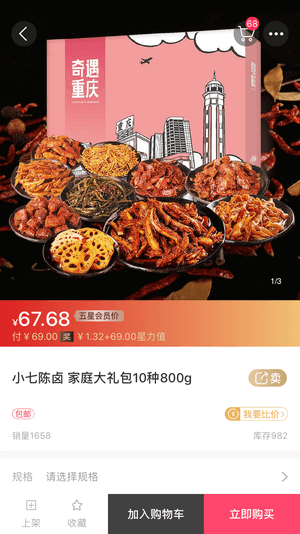 68
奇遇
重庆
1/3
¥67.68 五星会员价
付￥69.00 奖 ￥1.32+69.00星力值
小七陈卤 家庭大礼包10种800g
卖
包邮
我要比价>
销量1658
库存982
规格 请选择规格
上架
收藏
加入购物车
立即购买